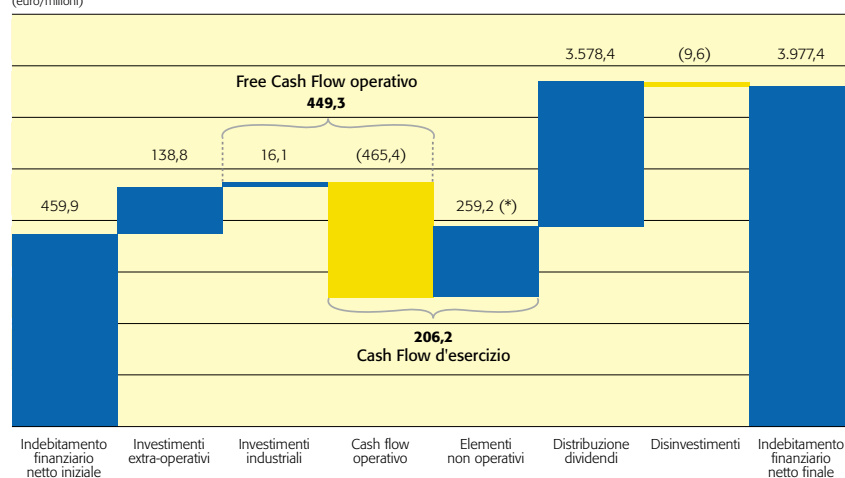 (euro/milioni)
3.578,4
(9,6)
3.977,4
Free Cash Flow operativo
449,3
138,8
16,1
(465,4)
459,9
259,2 (*)
206,2
Cash Flow d'esercizio
Indebitamento
finanziario
netto iniziale
Investimenti
extra-operativi
Investimenti
industriali
Cash flow
operativo
Elementi
non operativi
Distribuzione
dividendi
Disinvestimenti
Indebitamento
finanziario
netto finale